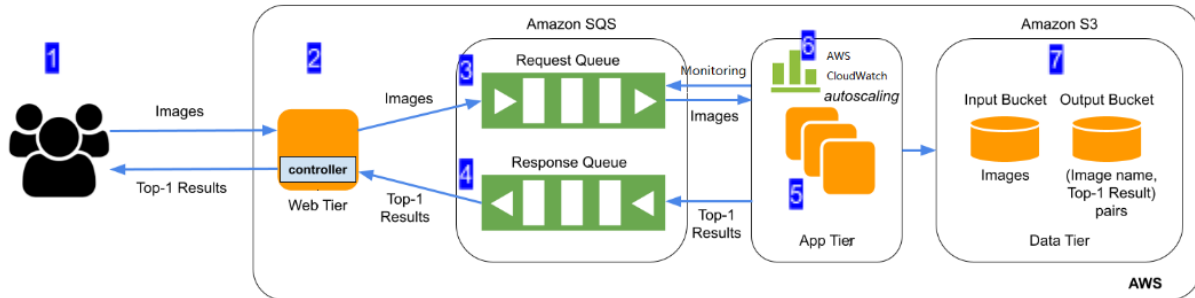 Amazon SQS
Amazon S3
1
2
3
6
7
Request Queue
Monitoring
AWS
CloudWatch
autoscaling
Images
Images
Images
Input Bucket
Output Bucket
controller
Top-1 Results
Web Tier
4
Response Queue
Top-1
Results
Top-1
Results
5
App Tier
Images
(Image name,
Top-1 Result)
pairs
Data Tier
AWS